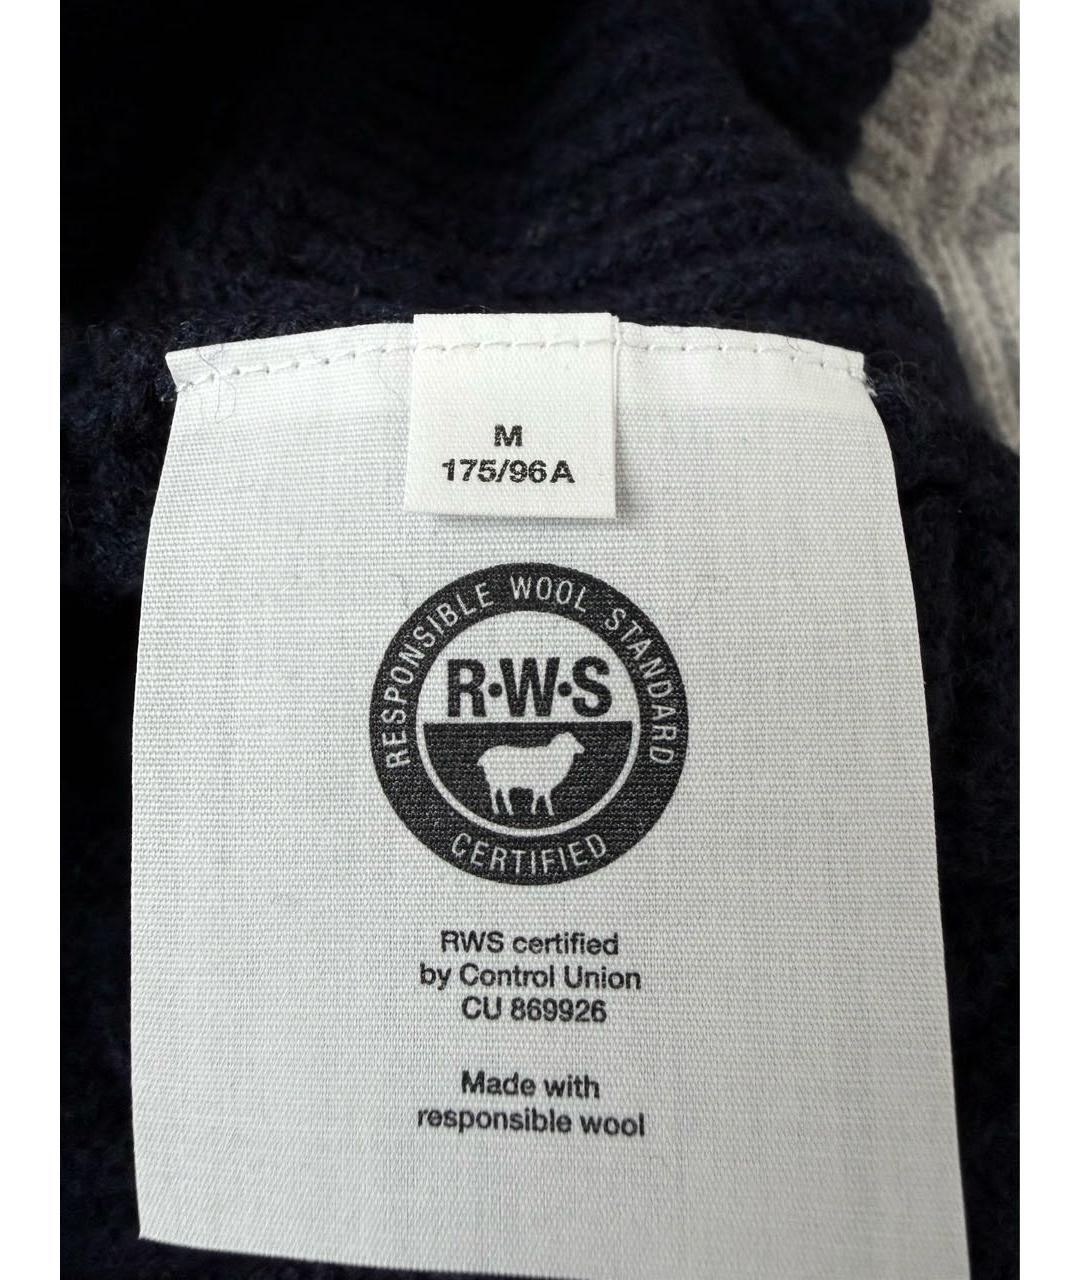 M
175/96A
RESPONSIBLE WOOL STANDARD
R·W·S
CERTIFIED
RWS certified
by Control Union
CU 869926
Made with
responsible wool